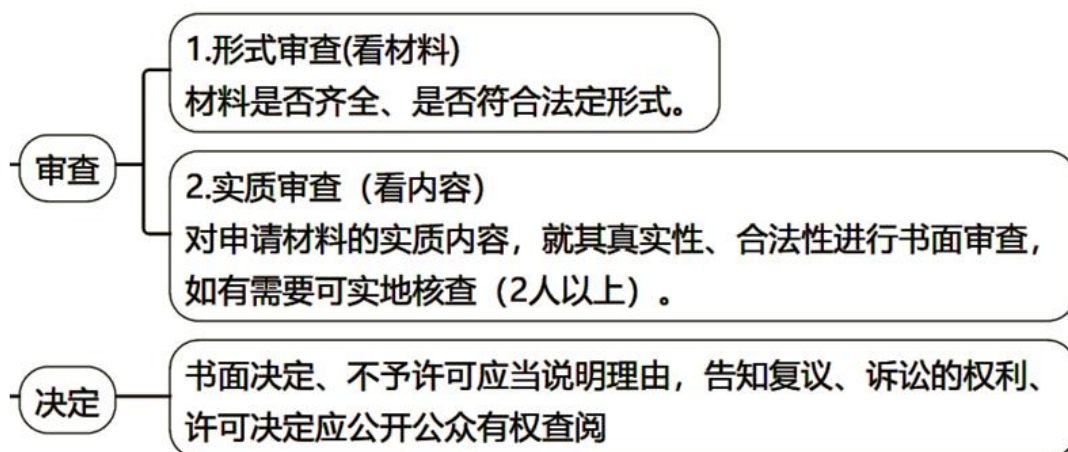 审查
1.形式审查(看材料)
材料是否齐全、是否符合法定形式。
2.实质审查（看内容）
对申请材料的实质内容，就其真实性、合法性进行书面审查，
如有需要可实地核查（2人以上）。
决定
书面决定、不予许可应当说明理由，告知复议、诉讼的权利、
许可决定应公开公众有权查阅